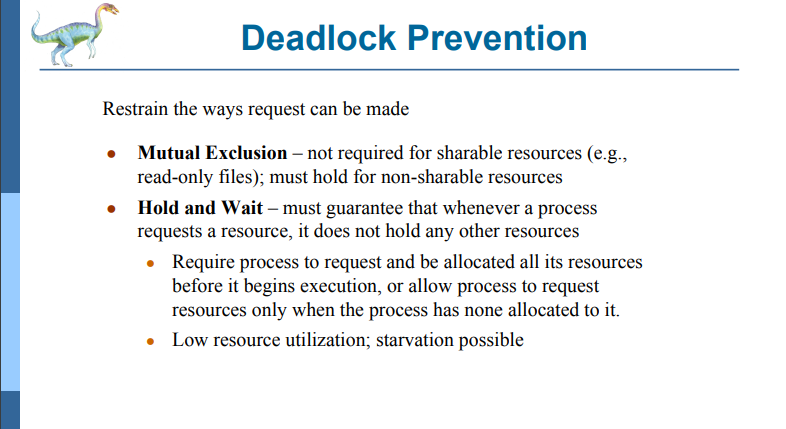 Deadlock Prevention
Restrain the ways request can be made
• Mutual Exclusion – not required for sharable resources (e.g.,
read-only files); must hold for non-sharable resources
• Hold and Wait – must guarantee that whenever a process
requests a resource, it does not hold any other resources
• Require process to request and be allocated all its resources
before it begins execution, or allow process to request
resources only when the process has none allocated to it.
• Low resource utilization; starvation possible